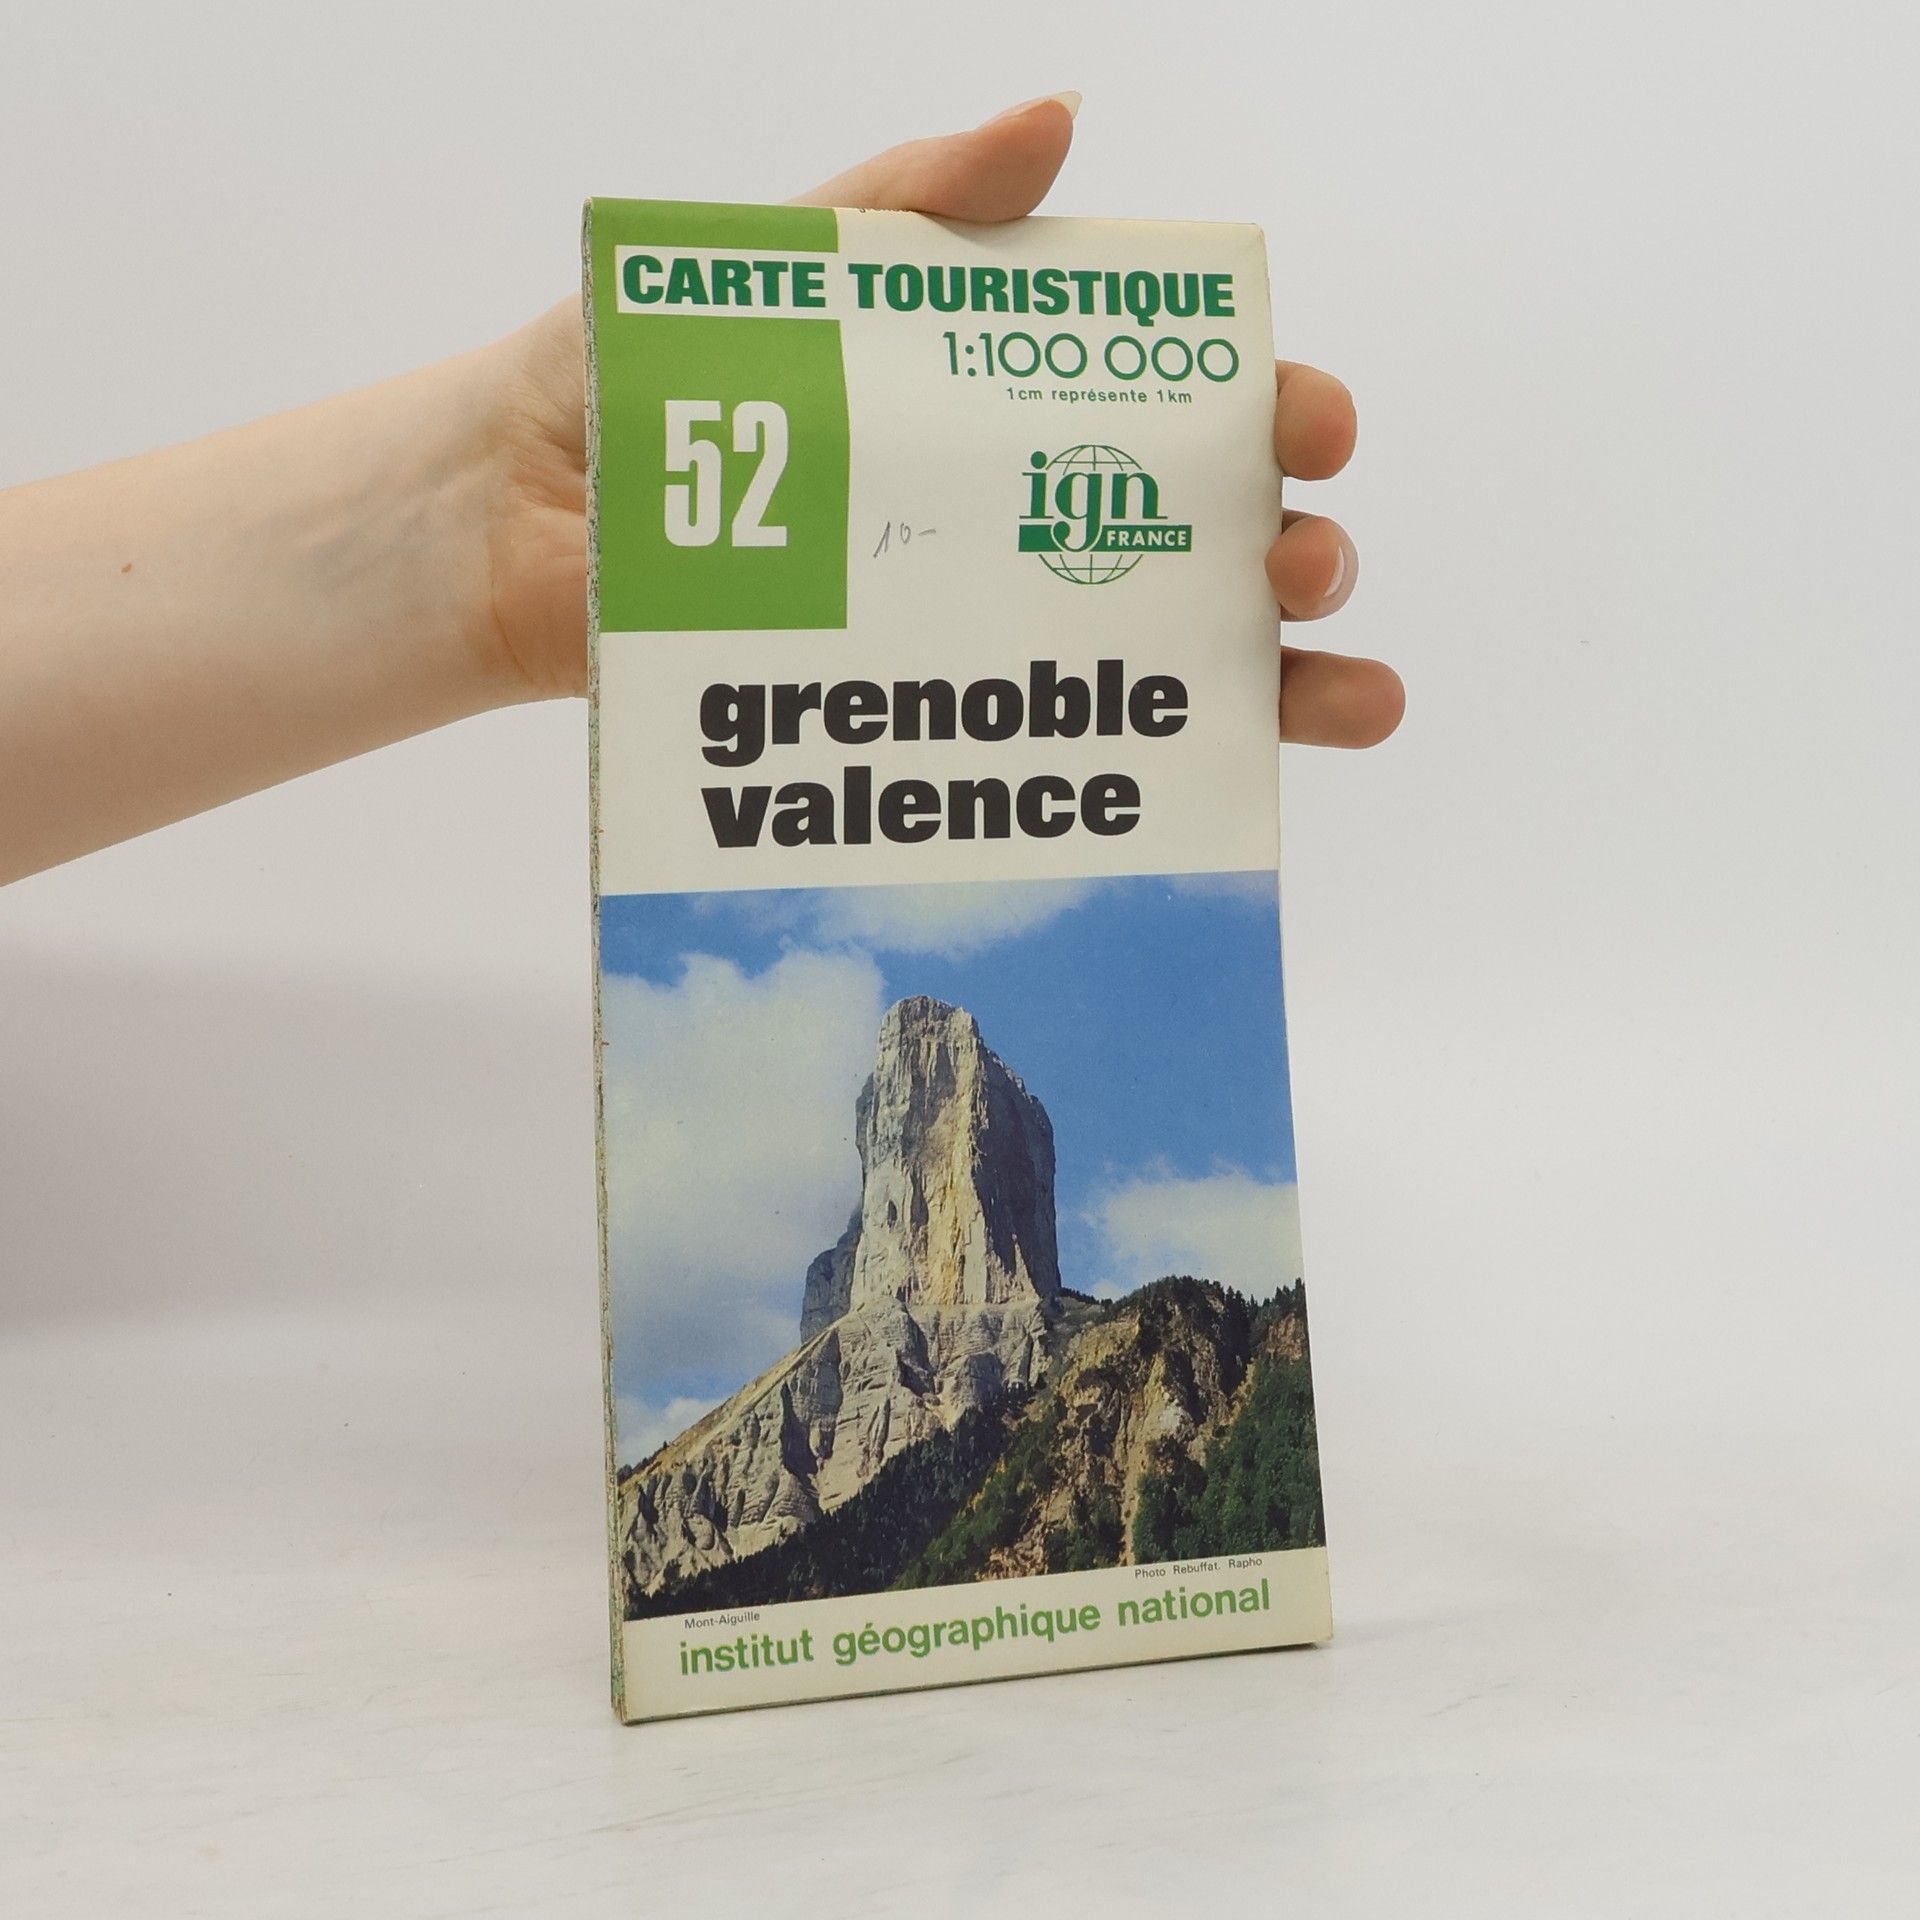 CARTE TOURISTIQUE
1:100 000
1cm représente 1km
52
ign
FRANCE
10-
grenoble
valence
Photo Rebuffat. Rapho
Mont-Aiguille
institut géographique national